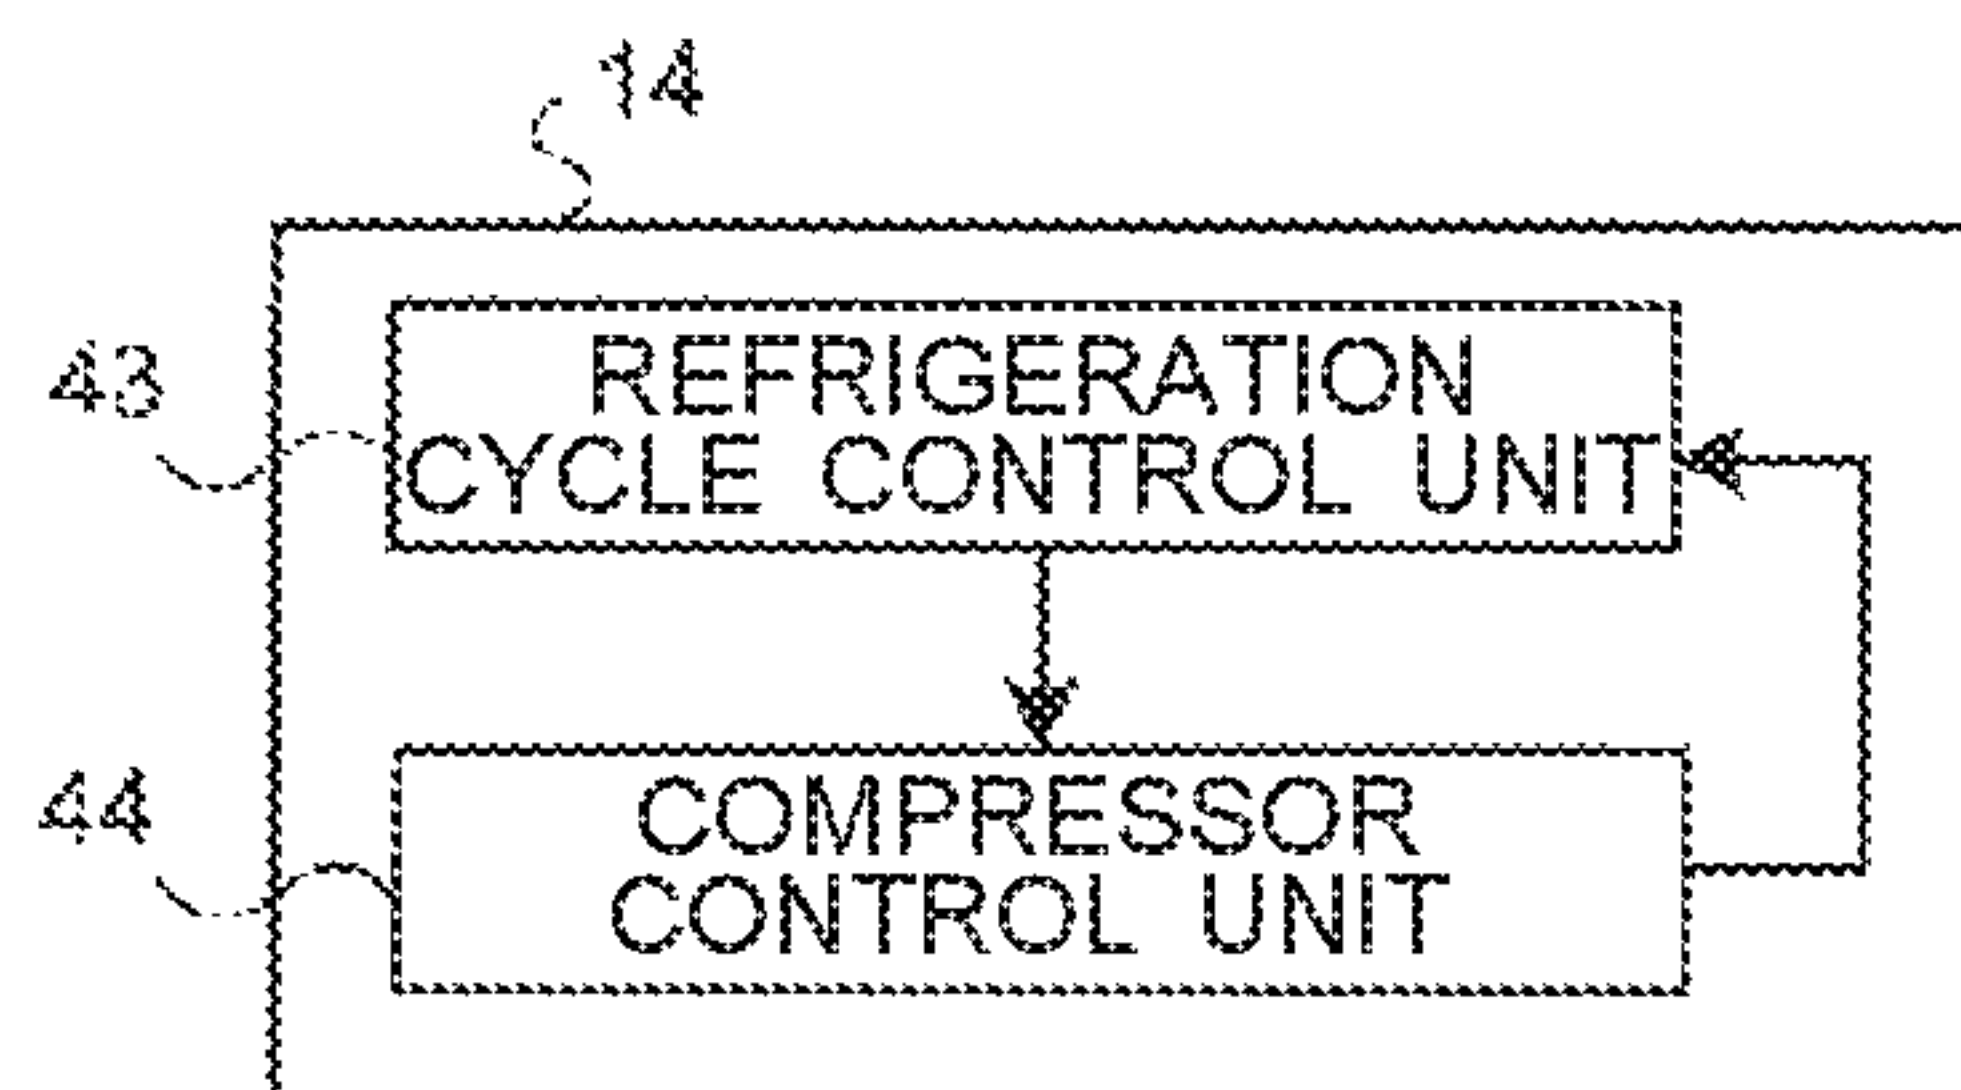 14
43
REFRIGERATION
CYCLE CONTROL UNIT
44
COMPRESSOR
CONTROL UNIT